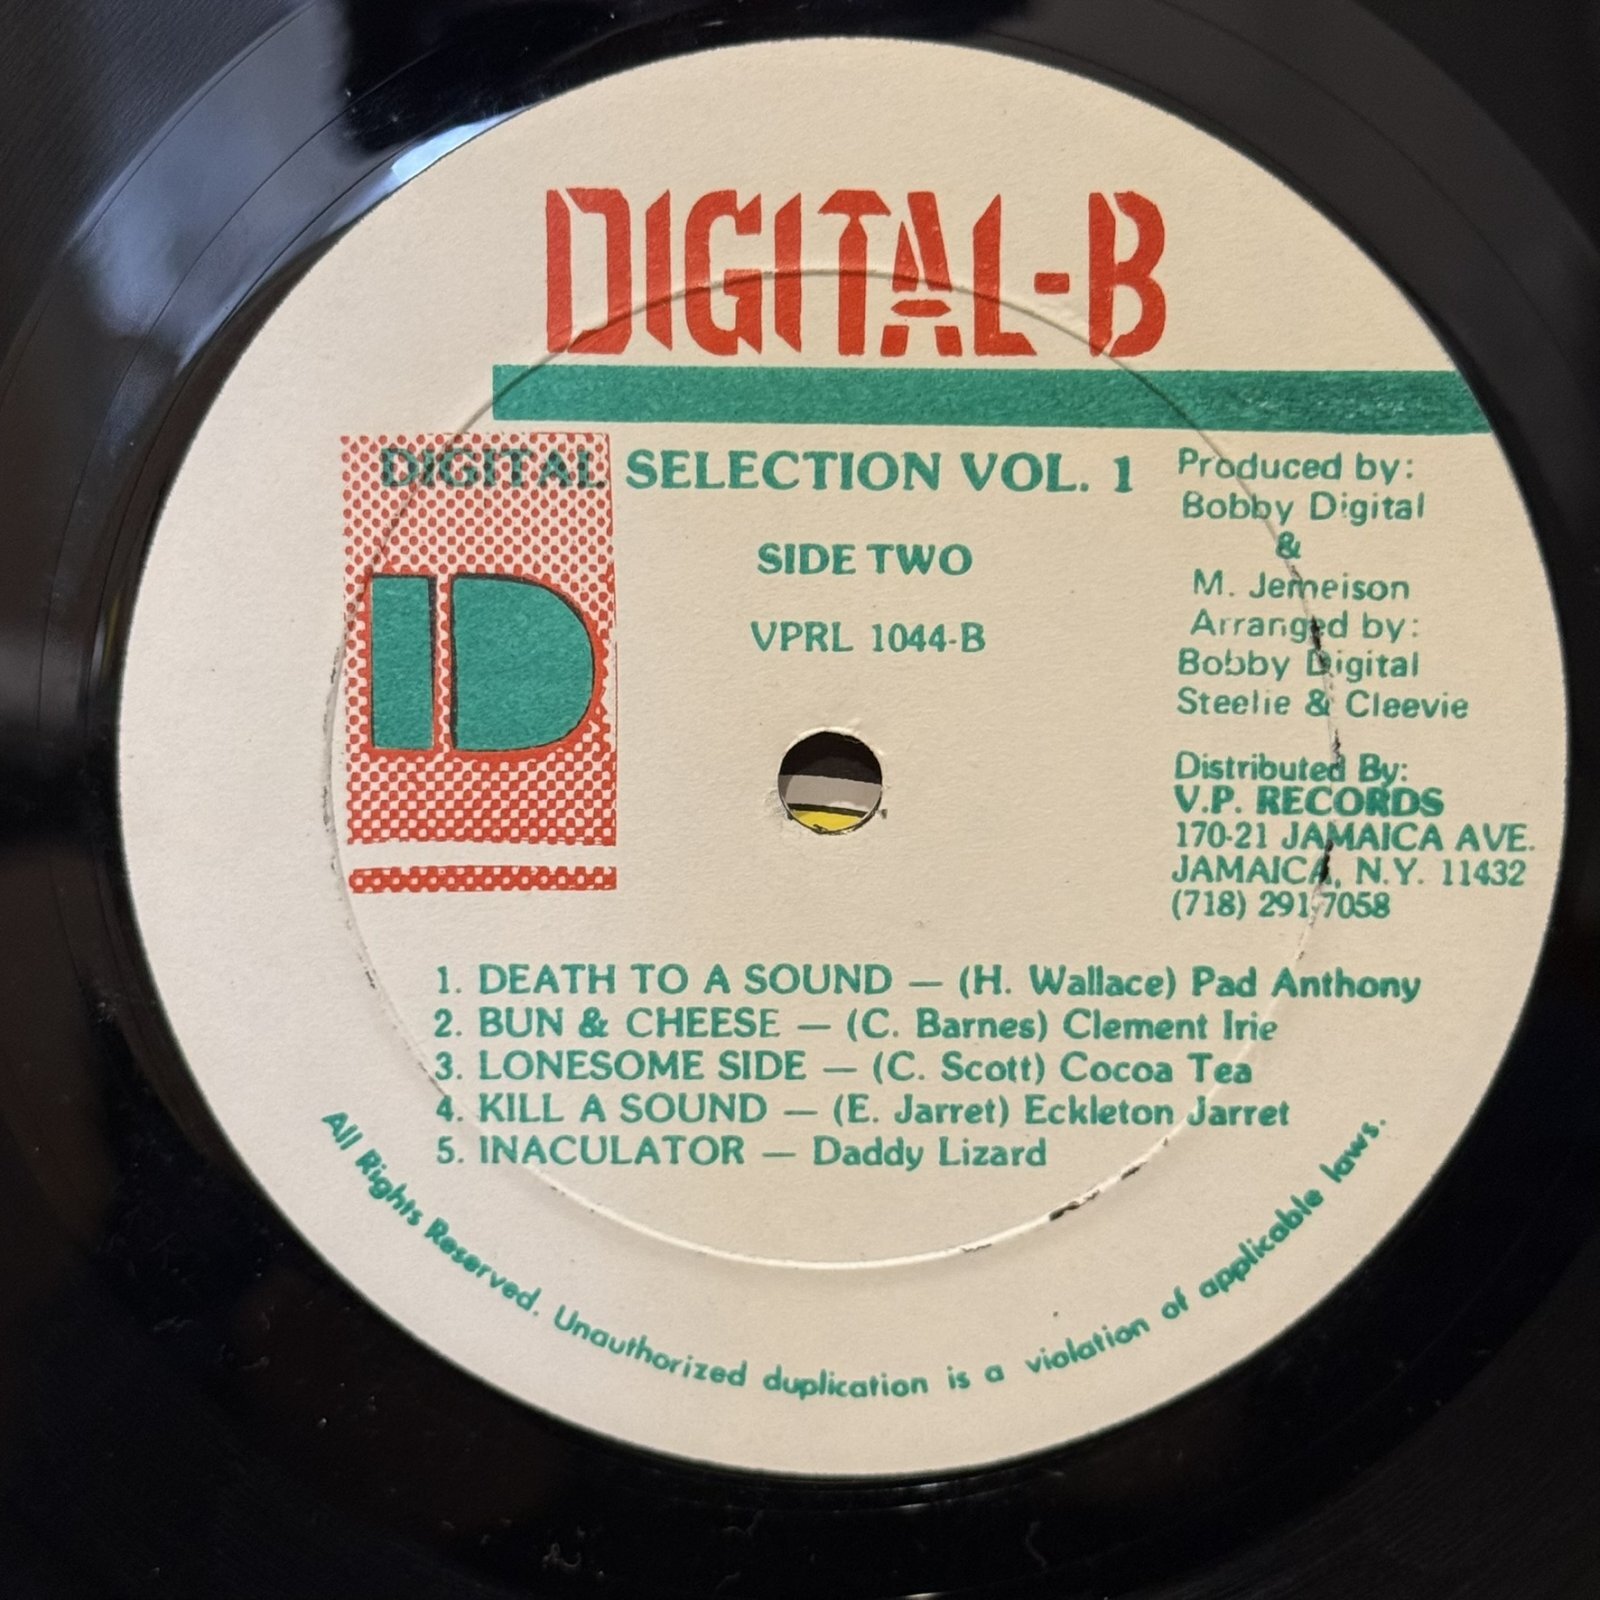 DIGITAL-B
DIGITAL SELECTION VOL. 1
SIDE TWO
VPRL 1044-B
Produced by:
Bobby Digital
&
M. Jemeison
Arranged by:
Bobby Digital
Steelie & Cleevie
Distributed By:
V.P. RECORDS
170-21 JAMAICA AVE.
JAMAICA, N.Y. 11432
(718) 291-7058
D
1. DEATH TO A SOUND — (H. Wallace) Pad Anthony
2. BUN & CHEESE — (C. Barnes) Clement Irie
3. LONESOME SIDE — (C. Scott) Cocoa Tea
4. KILL A SOUND — (E. Jarret) Eckleton Jarret
5. INACULATOR — Daddy Lizard
All Rights Reserved. Unauthorized duplication is a violation of applicable laws.